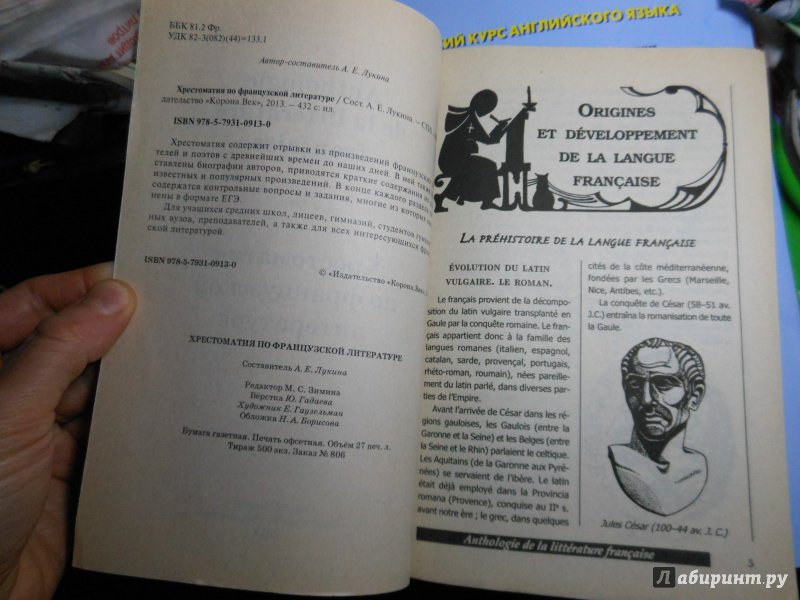 ББК 81.2 Фр.
УДК 82-3(082)(44)=133.1
Автор-составитель А. Е. Лукина
Хрестоматия по французской литературе / Сост. А. Е. Лукина. – СПб.:
дательство «Корона.Век», 2013. – 432 с: ил.
ISBN 978-5-7931-0913-0
Хрестоматия содержит отрывки из произведений французских
телей и поэтов с древнейших времен до наших дней. В ней также
ставлены биографии авторов, приводятся краткие содержания их
известных и популярных произведений. В конце каждого раздела
содержатся контрольные вопросы и задания, многие из которых
нены в формате ЕГЭ.
Для учащихся средних школ, лицеев, гимназий, студентов
ных вузов, преподавателей, а также для всех интересующихся
ской литературой.
ISBN 978-5-7931-0913-0
© «Издательство «Корона.Век»,
ХРЕСТОМАТИЯ ПО ФРАНЦУЗСКОЙ ЛИТЕРАТУРЕ
Составитель А. Е. Лукина
Редактор М. С. Зимина
Вёрстка Ю. Гадаева
Художник Е. Гаузельман
Обложка Н. А. Борисова
Бумага газетная. Печать офсетная. Объём 27 печ. л.
Тираж 500 экз. Заказ № 806
КИЙ КУРС АНГЛИЙСКОГО ЯЗЫКА
ORIGINES
ET DÉVELOPPEMENT
DE LA LANGUE
FRANÇAISE
LA PRÉHISTOIRE DE LA LANGUE FRANÇAISE
ÉVOLUTION DU LATIN
VULGAIRE. LE ROMAN.
Le français provient de la décompo-
sition du latin vulgaire transplanté en
Gaule par la conquête romaine. Le fran-
çais appartient donc à la famille des
langues romanes (italien, espagnol,
catalan, sarde, provençal, portugais,
rhéto-roman, roumain), nées pareille-
ment du latin parlé, dans diverses par-
ties de l'Empire.
Avant l'arrivée de César dans les ré-
gions gauloises, les Gaulois (entre la
Garonne et la Seine) et les Belges (entre
la Seine et le Rhin) parlaient le celtique.
Les Aquitains (de la Garonne aux Pyré-
nées) se servaient de l'ibère. Le latin
était déjà employé dans la Provincia
romana (Provence), conquise au IIe s.
avant notre ère ; le grec, dans quelques
cités de la côte méditerranéenne,
fondées par les Grecs (Marseille,
Nice, Antibes, etc.).
La conquête de César (58–51 av.
J.C.) entraîna la romanisation de toute
la Gaule.
Jules César (100–44 av. J. C.)
Anthologie de la littérature française
5
Лабиринт.ру